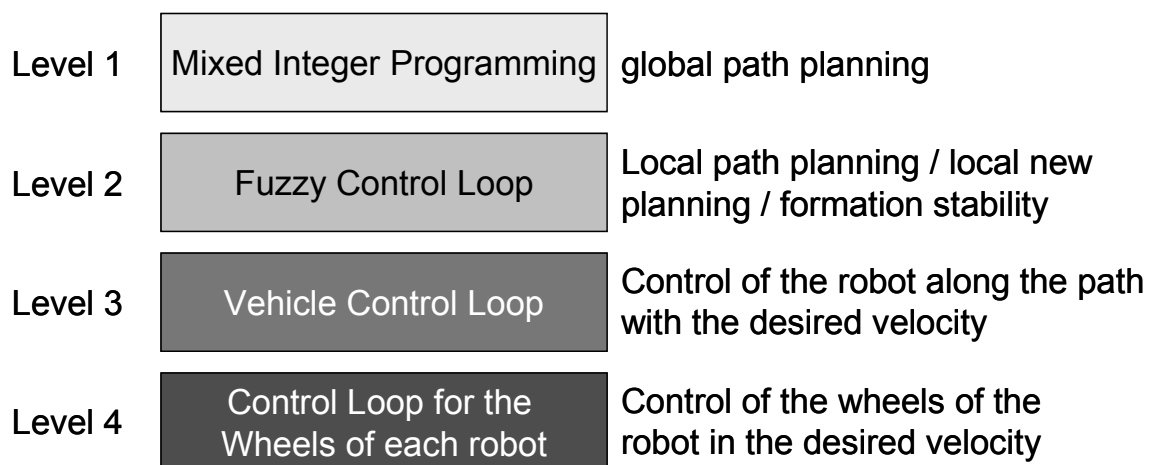 Level 1 Mixed Integer Programming global path planning
Level 2 Fuzzy Control Loop Local path planning / local new
planning / formation stability
Level 3 Vehicle Control Loop Control of the robot along the path
with the desired velocity
Level 4 Control Loop for the Control of the wheels of the
Wheels of each robot robot in the desired velocity